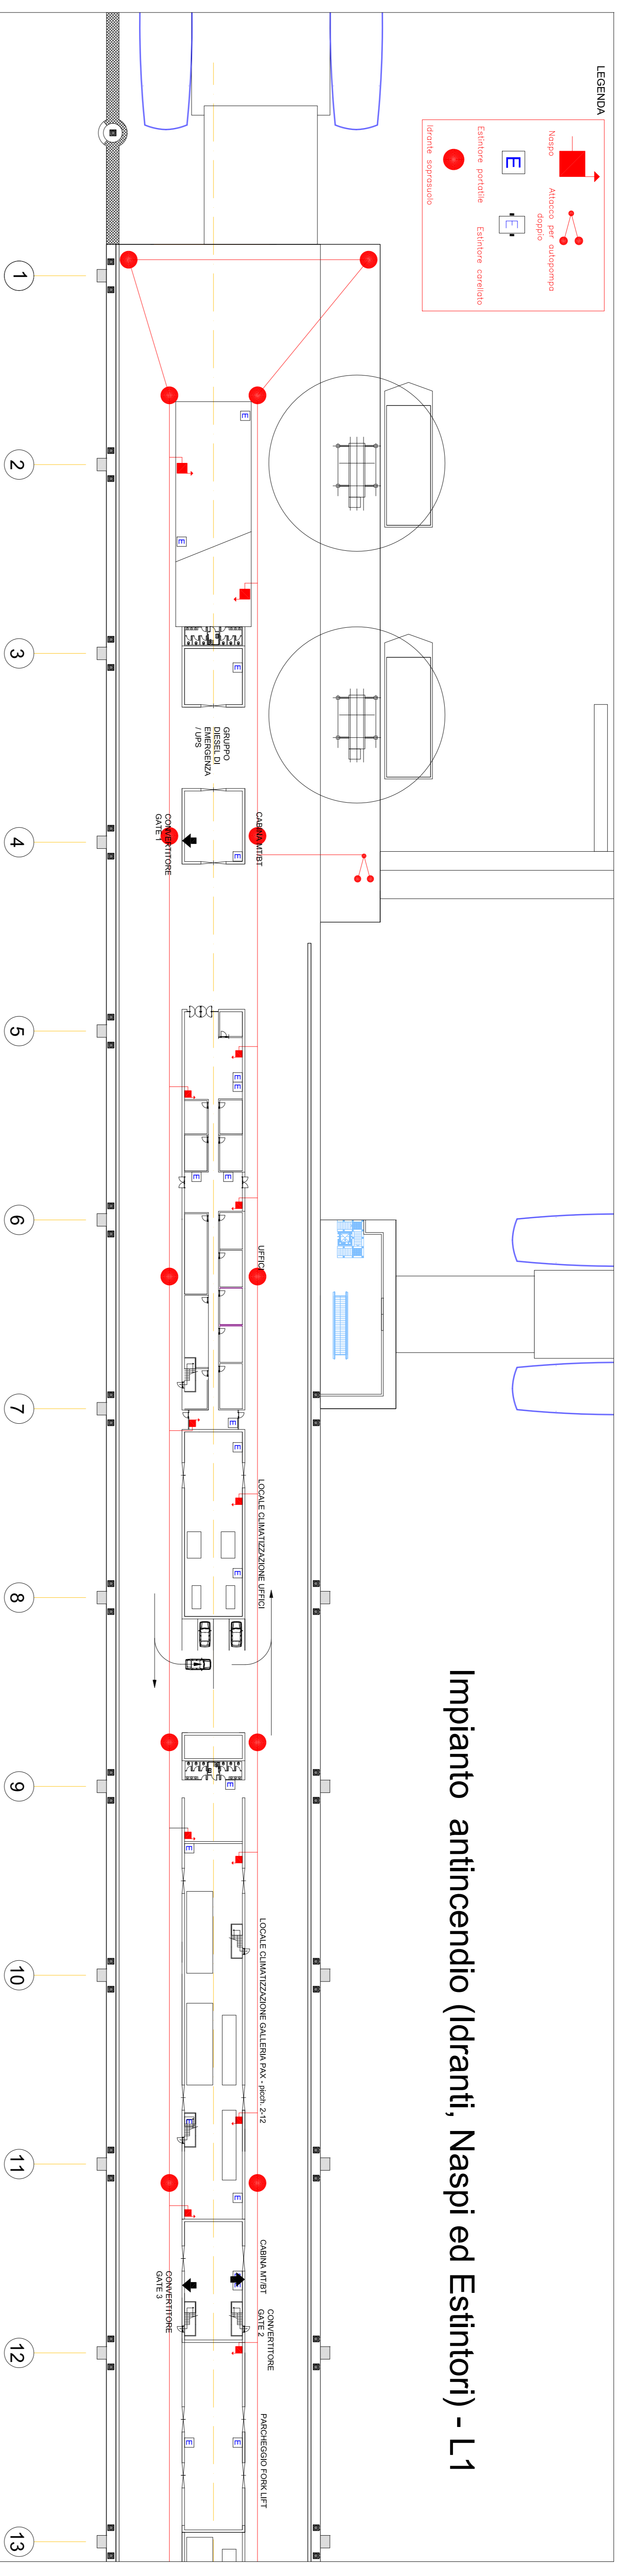 LEGENDA
Naspo
Attacco per autopompa
doppio
E
E
Estintore portatile
Estintore carellato
idrante soprasuolo
Impianto antincendio (Idranti, Naspi ed Estintori) - L1
E
E
E
GRUPPO
DIESEL DI
EMERGENZA
/ UPS
CABINA MT/BT
E
CONVERTITORE
GATE 1
E
E
E
E
UFFICI
E
LOCALE CLIMATIZZAZIONE UFFICI
E
E
E
E
LOCALE CLIMATIZZAZIONE GALLERIA PAX - picch. 2-12
E
E
CABINA MT/BT
E
CONVERTITORE
GATE 2
CONVERTITORE
GATE 3
PARCHEGGIO FORK LIFT
E
E
1
2
3
4
5
6
7
8
9
10
11
12
13